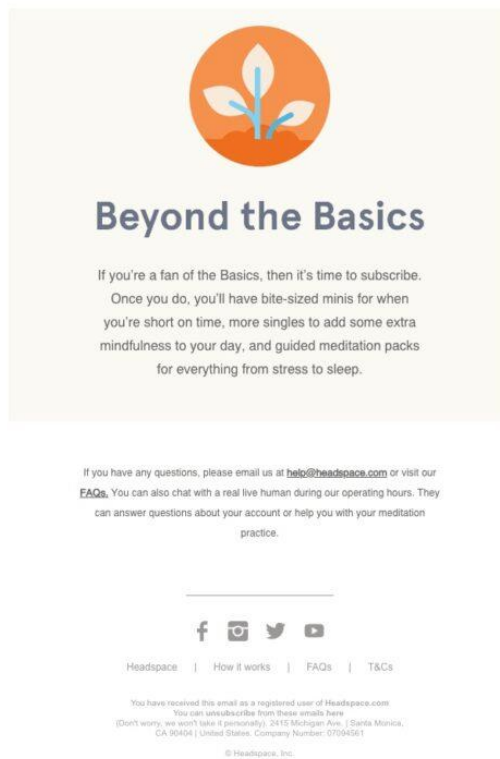 Beyond the Basics
If you're a fan of the Basics, then it's time to subscribe.
Once you do, you'll have bite-sized minis for when
you're short on time, more singles to add some extra
mindfulness to your day, and guided meditation packs
for everything from stress to sleep.
If you have any questions, please email us at help@headspace.com or visit our
FAQs. You can also chat with a real live human during our operating hours. They
can answer questions about your account or help you with your meditation
practice.
Headspace | How it works | FAQs | T&Cs
You have received this email as a registered user of Headspace.com
You can unsubscribe from these emails here
(Don't worry, we won't take it personally). 2415 Michigan Ave. | Santa Monica,
CA 90404 | United States. Company Number: 07094561
© Headspace, Inc.